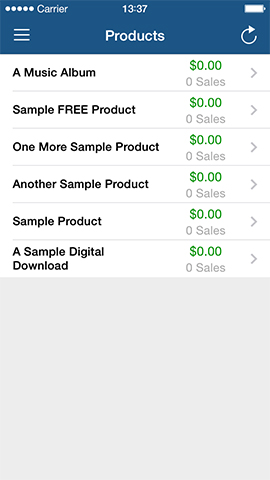 Carrier 13:37
Products
A Music Album $0.00
0 Sales
Sample FREE Product $0.00
0 Sales
One More Sample Product $0.00
0 Sales
Another Sample Product $0.00
0 Sales
Sample Product $0.00
0 Sales
A Sample Digital $0.00
Download 0 Sales